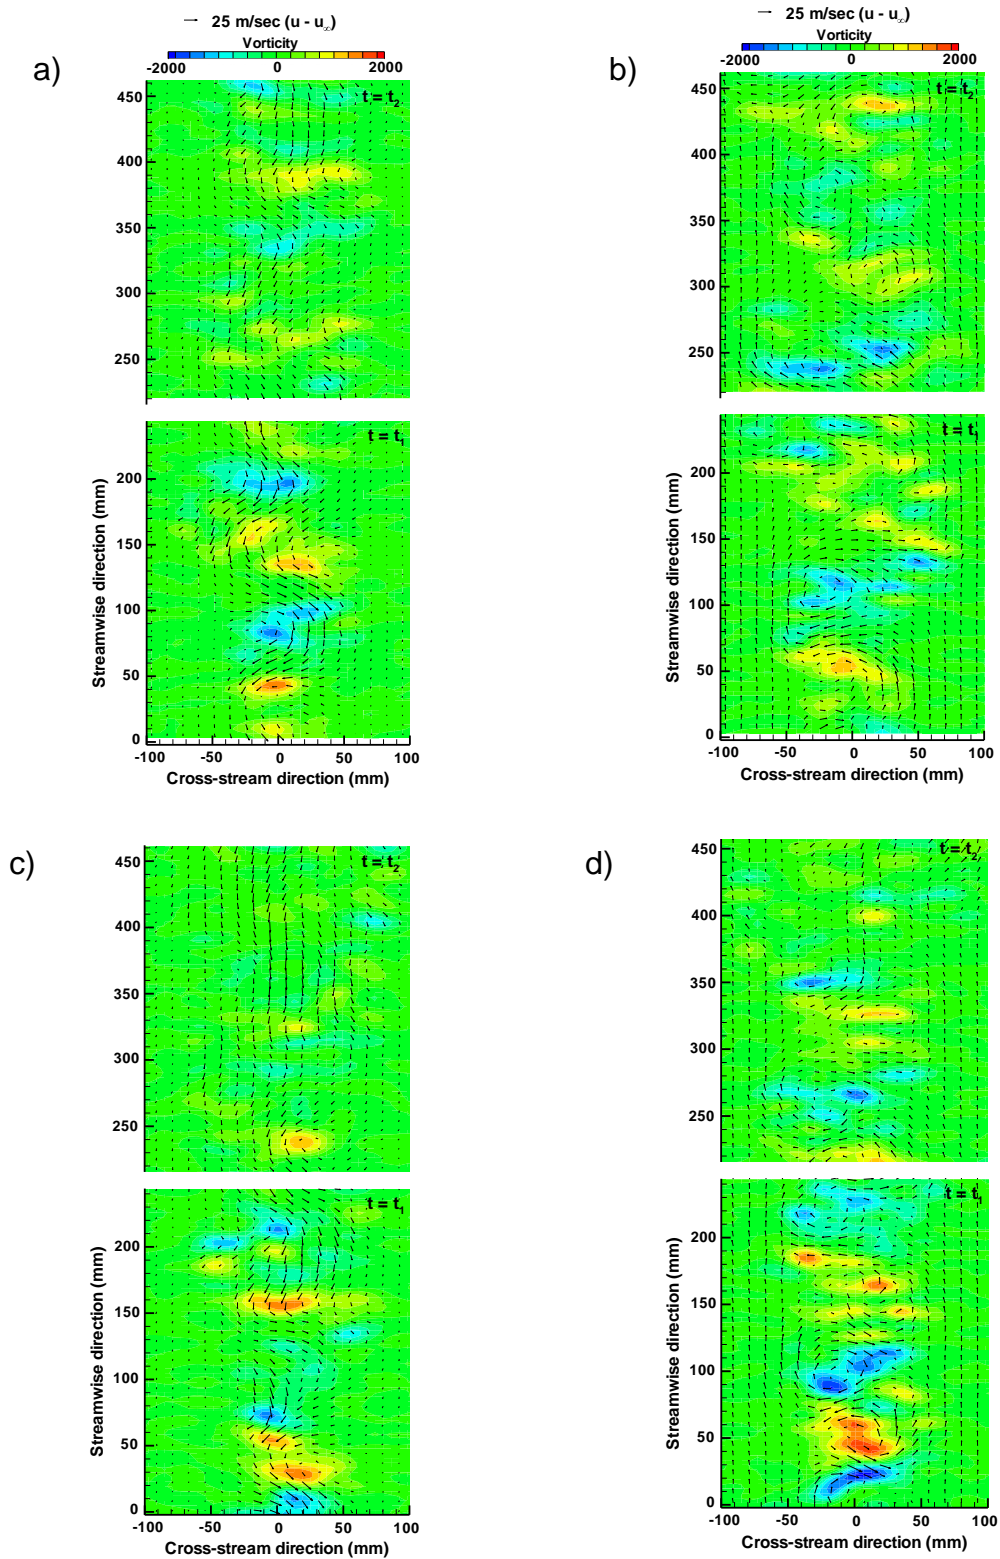 25 m/sec (u - u∞)
Vorticity
-2000 0 2000
a)
t = t2
450
400
350
300
250
t = t1
200
150
100
50
0
-100 -50 0 50 100
Streamwise direction (mm)
Cross-stream direction (mm)
25 m/sec (u - u∞)
Vorticity
-2000 0 2000
b)
t = t2
450
400
350
300
250
t = t1
200
150
100
50
0
-100 -50 0 50 100
Streamwise direction (mm)
Cross-stream direction (mm)
c)
t = t2
450
400
350
300
250
t = t1
200
150
100
50
0
-100 -50 0 50 100
Streamwise direction (mm)
Cross-stream direction (mm)
d)
t = t2
450
400
350
300
250
t = t1
200
150
100
50
0
-100 -50 0 50 100
Streamwise direction (mm)
Cross-stream direction (mm)